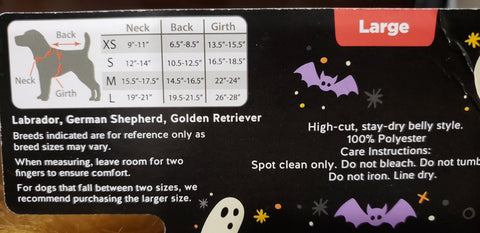 Neck Back Girth
Back
XS 9"-11" 6.5"-8.5" 13.5"-15.5"
S 12"-14" 10.5"-12.5" 16.5"-18.5"
M 15.5"-17.5" 14.5"-16.5" 22"-24"
L 19"-21" 19.5-21.5" 26"-28"
Neck
Girth
Labrador, German Shepherd, Golden Retriever
Breeds indicated are for reference only as
breed sizes may vary.
When measuring, leave room for two
fingers to ensure comfort.
For dogs that fall between two sizes, we
recommend purchasing the larger size.
Large
High-cut, stay-dry belly style.
100% Polyester
Care Instructions:
Spot clean only. Do not bleach. Do not tumb
Do not iron. Line dry.